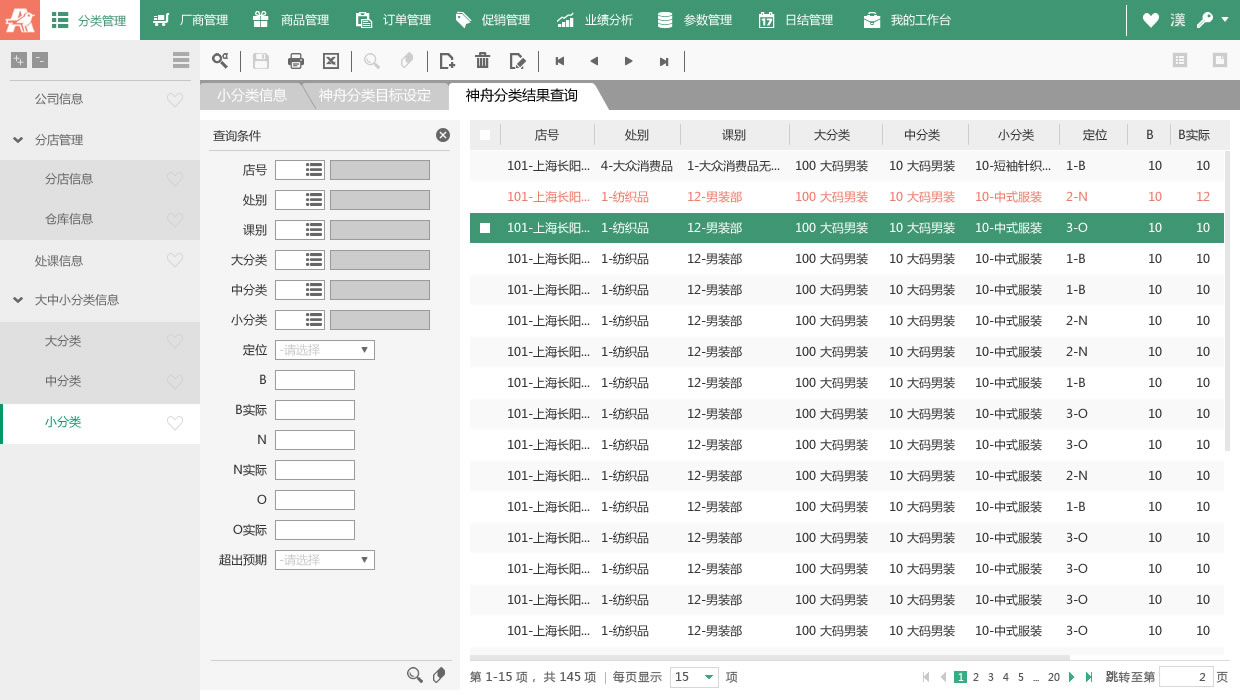 分类管理 厂商管理 商品管理 订单管理 促销管理 业绩分析 参数管理 日结管理 我的工作台 漢
公司信息
分店管理
分店信息
仓库信息
处课信息
大中小分类信息
大分类
中分类
小分类
小分类信息 神舟分类目标设定 神舟分类结果查询
查询条件
店号
处别
课别
大分类
中分类
小分类
定位 -请选择
B
B实际
N
N实际
O
O实际
超出预期 -请选择
店号 处别 课别 大分类 中分类 小分类 定位 B B实际
101-上海长阳... 4-大众消费品 1-大众消费品无... 100 大码男装 10 大码男装 10-短袖针织... 1-B 10 10
101-上海长阳... 1-纺织品 12-男装部 100 大码男装 10 大码男装 10-中式服装 2-N 10 12
101-上海长阳... 1-纺织品 12-男装部 100 大码男装 10 大码男装 10-中式服装 3-O 10 10
101-上海长阳... 1-纺织品 12-男装部 100 大码男装 10 大码男装 10-中式服装 1-B 10 10
101-上海长阳... 1-纺织品 12-男装部 100 大码男装 10 大码男装 10-中式服装 1-B 10 10
101-上海长阳... 1-纺织品 12-男装部 100 大码男装 10 大码男装 10-中式服装 2-N 10 10
101-上海长阳... 1-纺织品 12-男装部 100 大码男装 10 大码男装 10-中式服装 2-N 10 10
101-上海长阳... 1-纺织品 12-男装部 100 大码男装 10 大码男装 10-中式服装 1-B 10 10
101-上海长阳... 1-纺织品 12-男装部 100 大码男装 10 大码男装 10-中式服装 3-O 10 10
101-上海长阳... 1-纺织品 12-男装部 100 大码男装 10 大码男装 10-中式服装 3-O 10 10
101-上海长阳... 1-纺织品 12-男装部 100 大码男装 10 大码男装 10-中式服装 2-N 10 10
101-上海长阳... 1-纺织品 12-男装部 100 大码男装 10 大码男装 10-中式服装 1-B 10 10
101-上海长阳... 1-纺织品 12-男装部 100 大码男装 10 大码男装 10-中式服装 3-O 10 10
101-上海长阳... 1-纺织品 12-男装部 100 大码男装 10 大码男装 10-中式服装 3-O 10 10
101-上海长阳... 1-纺织品 12-男装部 100 大码男装 10 大码男装 10-中式服装 3-O 10 10
101-上海长阳... 1-纺织品 12-男装部 100 大码男装 10 大码男装 10-中式服装 3-O 10 10
第 1-15 项 ，共 145 项 | 每页显示 15 项 1 2 3 4 5 ... 20 跳转至第 2 页